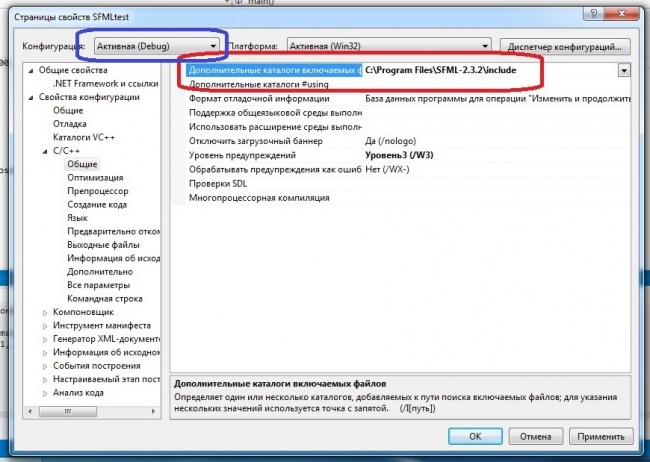 main()
Страницы свойств SFMLtest
Конфигурация: Активная (Debug) Платформа: Активная (Win32) Диспетчер конфигураций...
Общие свойства
.NET Framework и ссылки
Свойства конфигурации
Общие
Отладка
Каталоги VC++
C/C++
Общие
Оптимизация
Препроцессор
Создание кода
Язык
Предварительно отком
Выходные файлы
Информация об исход
Дополнительно
Все параметры
Командная строка
Компоновщик
Инструмент манифеста
Генератор XML-документо
Информация об исходном
События построения
Настраиваемый этап пост
Анализ кода
Дополнительные каталоги включаемых ф C:\Program Files\SFML-2.3.2\include
Дополнительные каталоги #using
Формат отладочной информации База данных программы для операции "Изменить и продолжить
Поддержка общеязыковой среды выполн
Использовать расширение среды выполн
Отключить загрузочный баннер Да (/nologo)
Уровень предупреждений Уровень3 (/W3)
Обрабатывать предупреждения как ошиб Нет (/WX-)
Проверки SDL
Многопроцессорная компиляция
Дополнительные каталоги включаемых файлов
Определяет один или несколько каталогов, добавляемых к пути поиска включаемых файлов; для указания
нескольких значений используется точка с запятой. (/I[путь])
ОК Отмена Применить